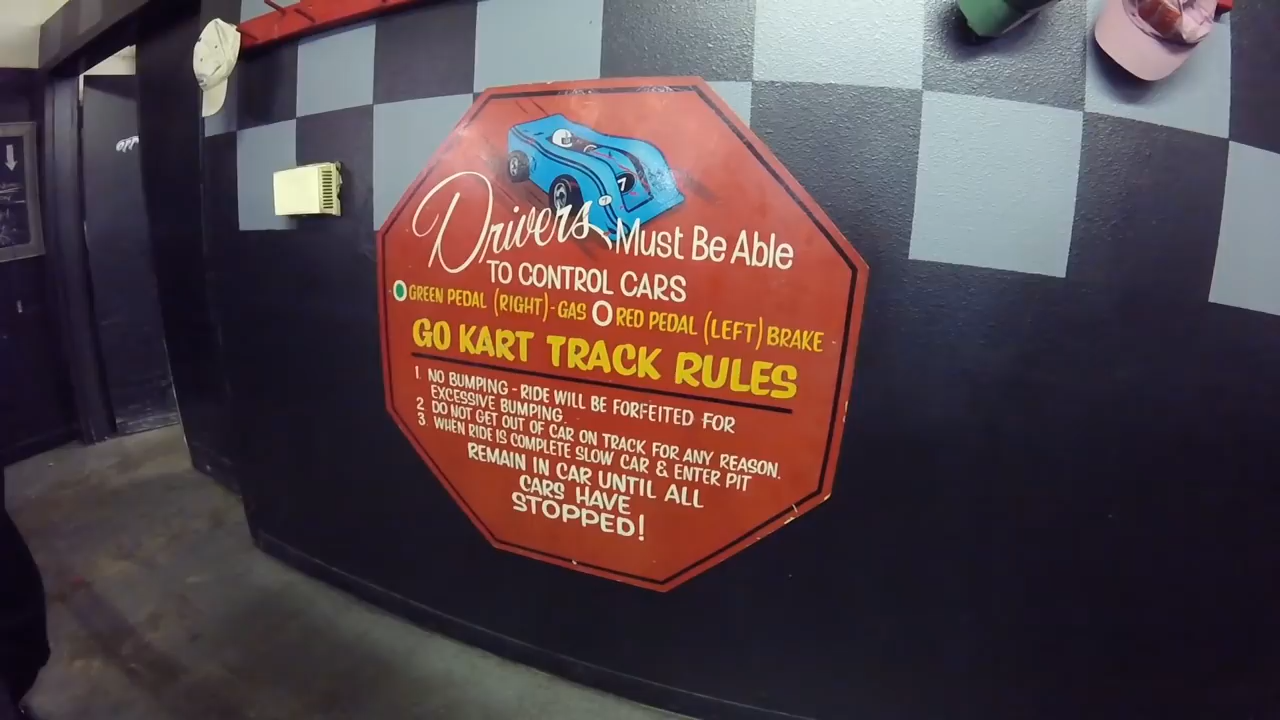 Drivers Must Be Able
TO CONTROL CARS
GREEN PEDAL (RIGHT)-GAS O RED PEDAL (LEFT) BRAKE
GO KART TRACK RULES
1. NO BUMPING - RIDE WILL BE FORFEITED FOR
EXCESSIVE BUMPING.
2. DO NOT GET OUT OF CAR ON TRACK FOR ANY REASON.
3. WHEN RIDE IS COMPLETE SLOW CAR & ENTER PIT
REMAIN IN CAR UNTIL ALL
CARS HAVE
STOPPED!
7
7